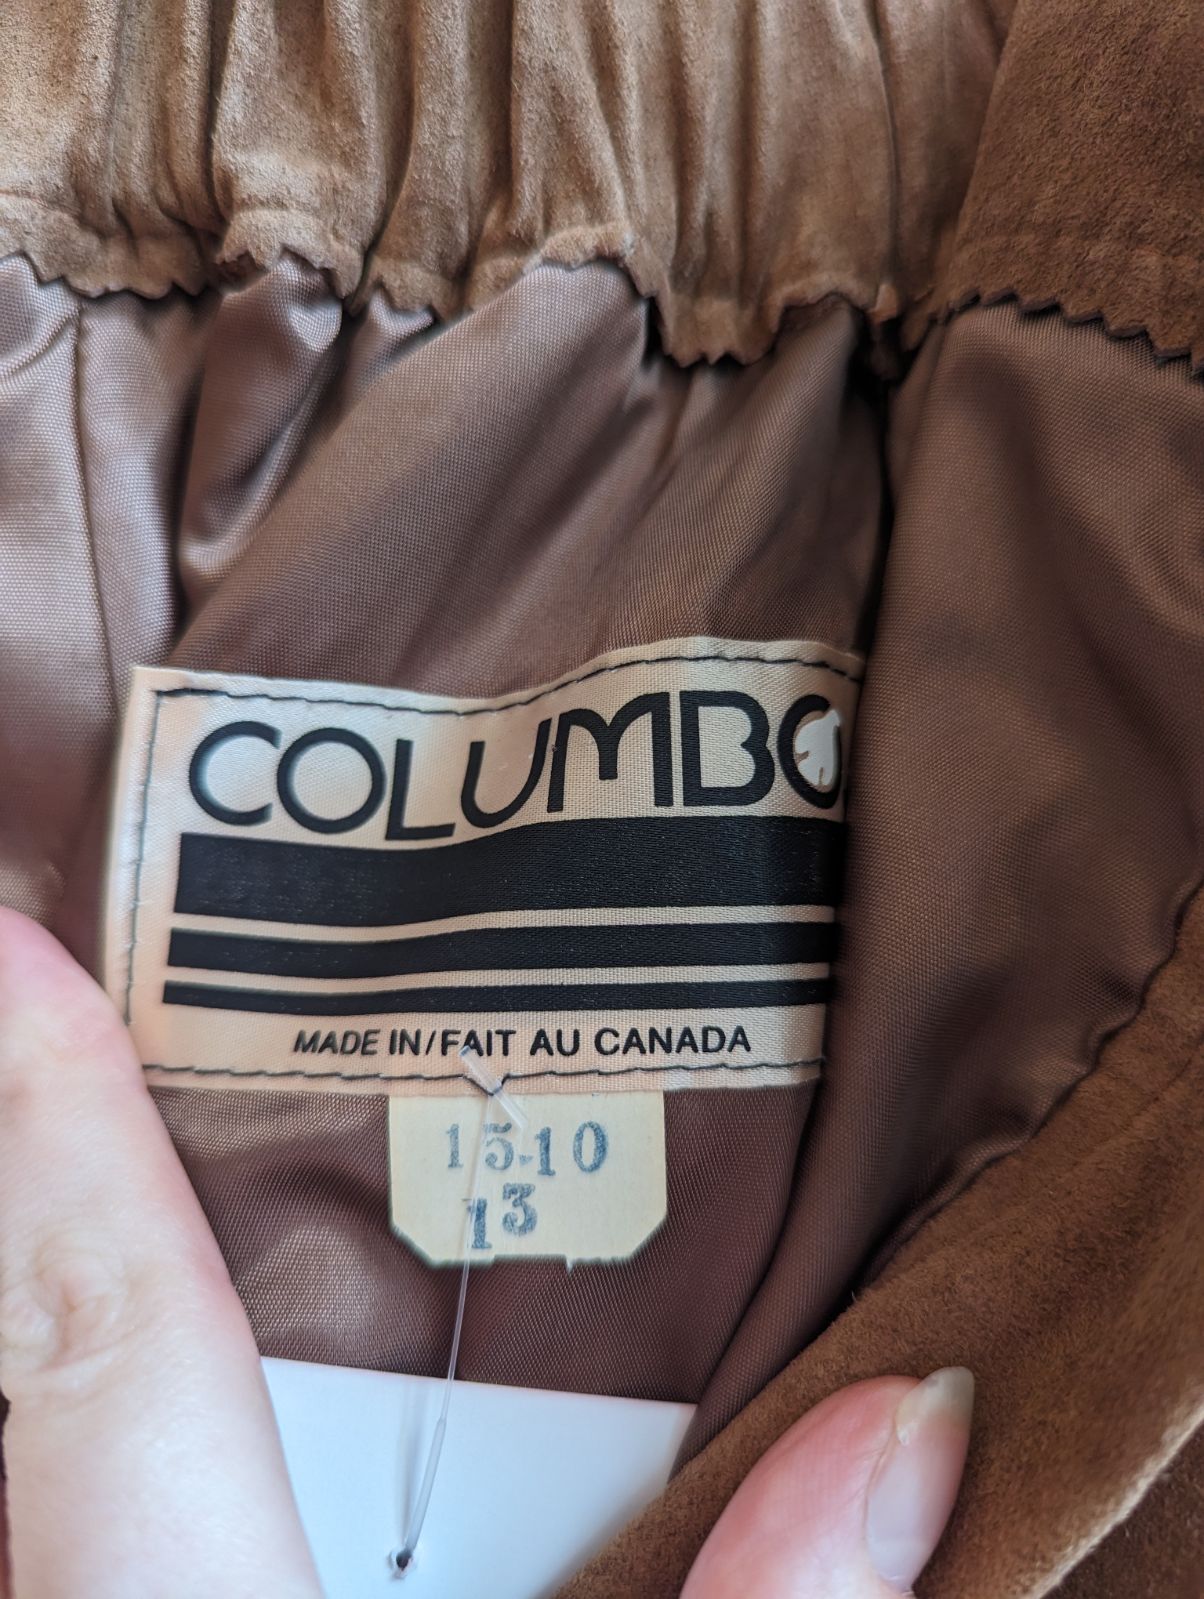 COLUMBO
MADE IN/FAIT AU CANADA
15-10
13